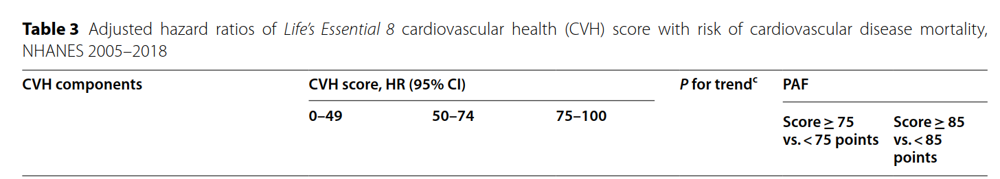 Table 3 Adjusted hazard ratios of Life’s Essential 8 cardiovascular health (CVH) score with risk of cardiovascular disease mortality,
NHANES 2005–2018
CVH components CVH score, HR (95% CI) P for trendᶜ PAF
0–49 50–74 75–100 Score ≥ 75 Score ≥ 85
vs. < 75 points vs. < 85
points